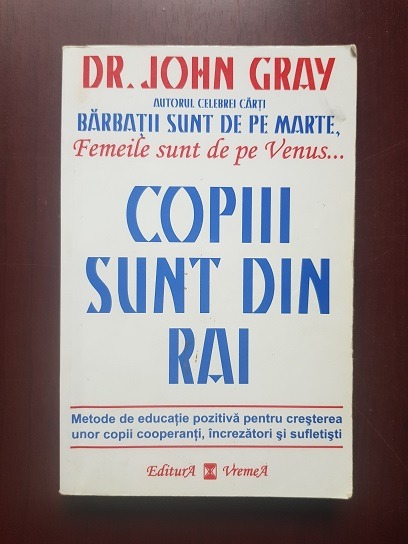 DR. JOHN GRAY
AUTORUL CELEBREI CĂRȚI
BĂRBAȚII SUNT DE PE MARTE,
Femeile sunt de pe Venus...
COPIII
SUNT DIN
RAI
Metode de educație pozitivă pentru creșterea
unor copii cooperanți, încrezători și sufletiști
EditurA VremeA